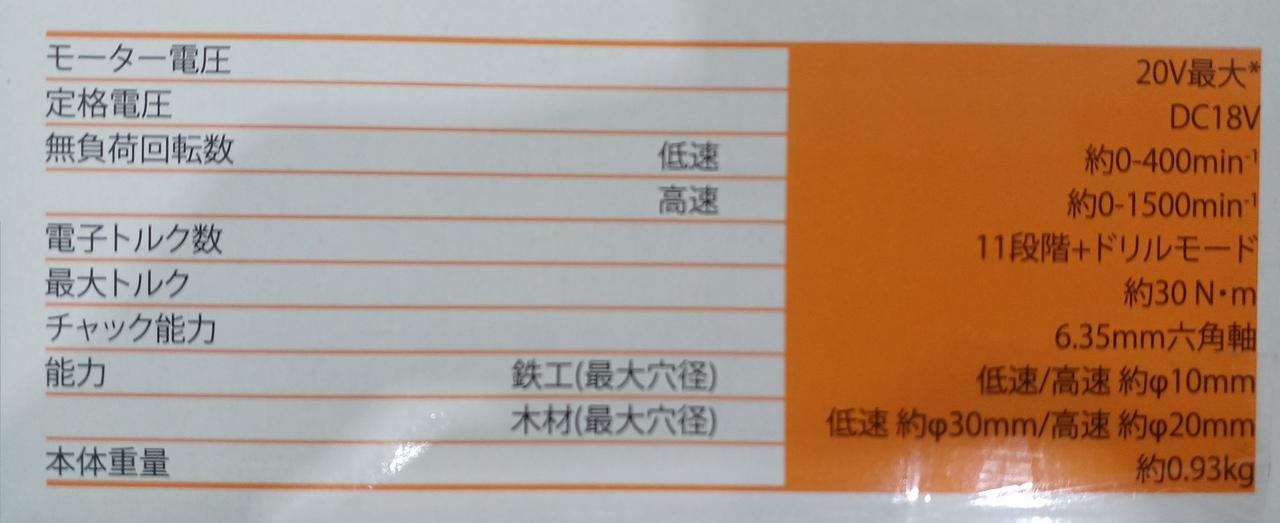 モーター電圧 20V最大*
定格電圧 DC18V
無負荷回転数 低速 約0-400min⁻¹
高速 約0-1500min⁻¹
電子トルク数 11段階+ドリルモード
最大トルク 約30 N・m
チャック能力 6.35mm六角軸
能力 鉄工(最大穴径) 低速/高速 約φ10mm
木材(最大穴径) 低速 約φ30mm/高速 約φ20mm
本体重量 約0.93kg